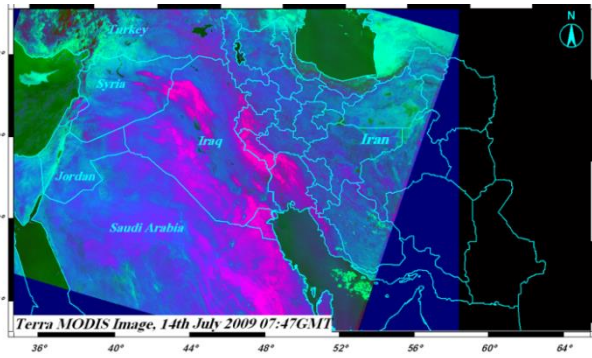 N
Turkey
Syria
Iraq
Iran
Jordan
Saudi Arabia
Terra MODIS Image, 14th July 2009 07:47GMT
36° 40° 44° 48° 52° 56° 60° 64°